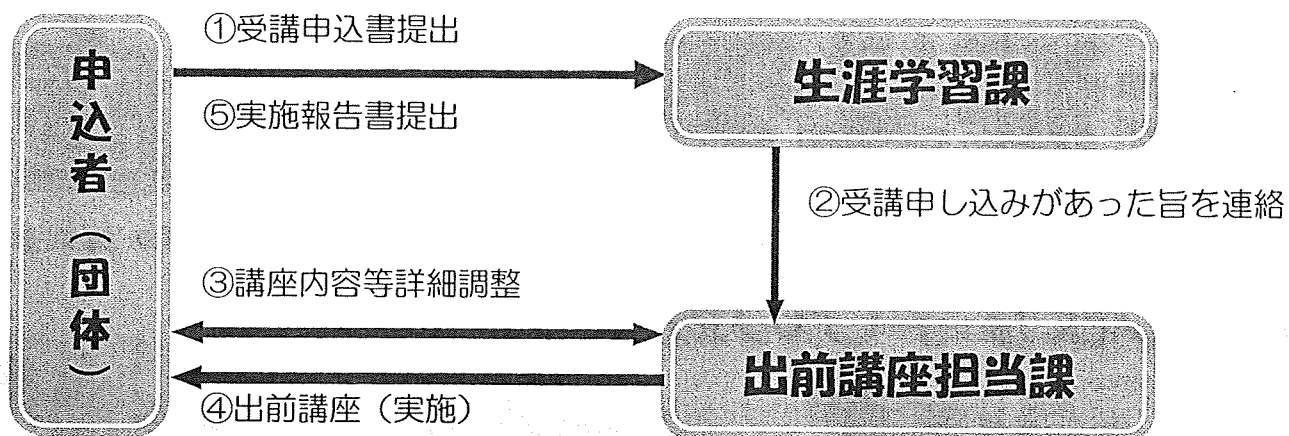 ①受講申込書提出
申込者（団体）
生涯学習課
⑤実施報告書提出
②受講申し込みがあった旨を連絡
③講座内容等詳細調整
出前講座担当課
④出前講座（実施）